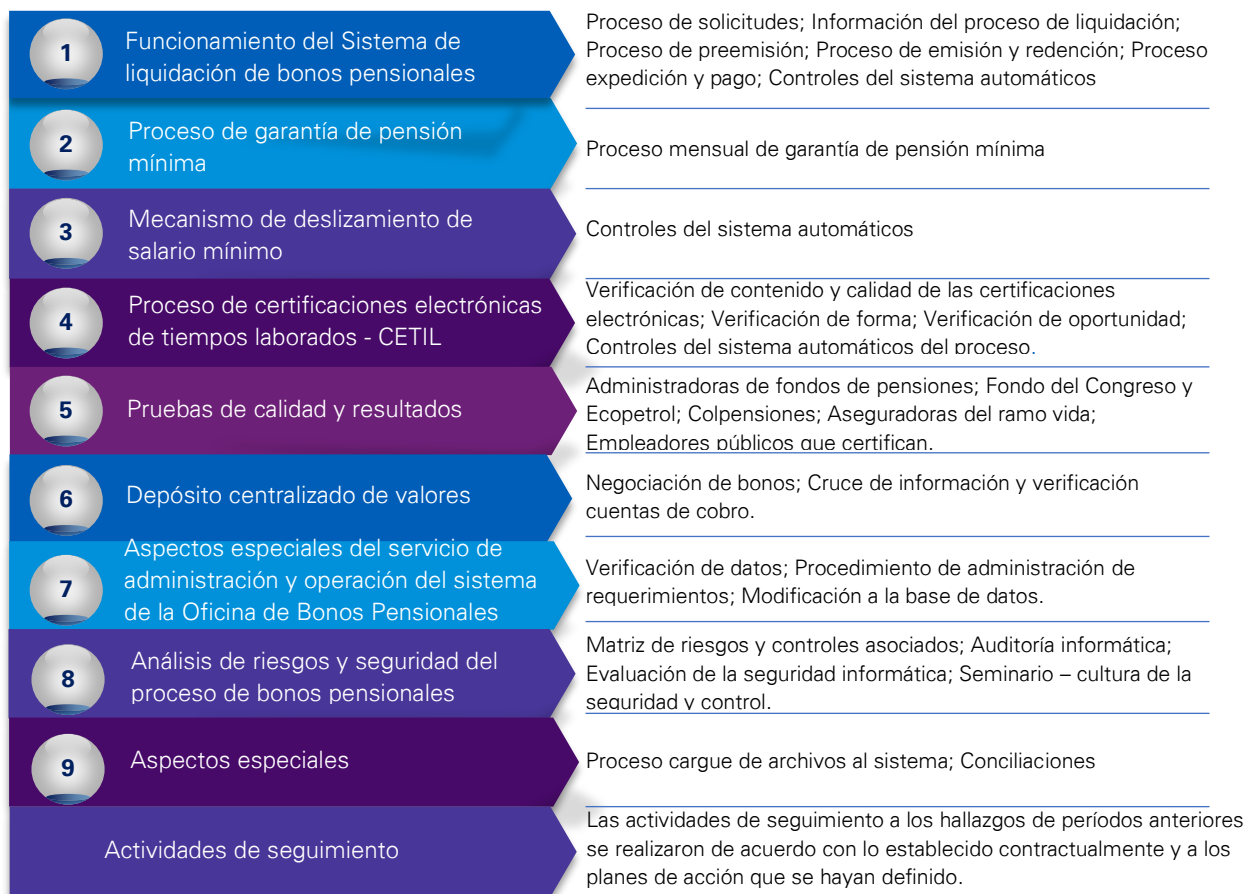 1
Funcionamiento del Sistema de
liquidación de bonos pensionales
Proceso de solicitudes; Información del proceso de liquidación;
Proceso de preemisión; Proceso de emisión y redención; Proceso
expedición y pago; Controles del sistema automáticos
2
Proceso de garantía de pensión
mínima
Proceso mensual de garantía de pensión mínima
3
Mecanismo de deslizamiento de
salario mínimo
Controles del sistema automáticos
4
Proceso de certificaciones electrónicas
de tiempos laborados - CETIL
Verificación de contenido y calidad de las certificaciones
electrónicas; Verificación de forma; Verificación de oportunidad;
Controles del sistema automáticos del proceso.
5
Pruebas de calidad y resultados
Administradoras de fondos de pensiones; Fondo del Congreso y
Ecopetrol; Colpensiones; Aseguradoras del ramo vida;
Empleadores públicos que certifican.
6
Depósito centralizado de valores
Negociación de bonos; Cruce de información y verificación
cuentas de cobro.
7
Aspectos especiales del servicio de
administración y operación del sistema
de la Oficina de Bonos Pensionales
Verificación de datos; Procedimiento de administración de
requerimientos; Modificación a la base de datos.
8
Análisis de riesgos y seguridad del
proceso de bonos pensionales
Matriz de riesgos y controles asociados; Auditoría informática;
Evaluación de la seguridad informática; Seminario – cultura de la
seguridad y control.
9
Aspectos especiales
Proceso cargue de archivos al sistema; Conciliaciones
Actividades de seguimiento
Las actividades de seguimiento a los hallazgos de períodos anteriores
se realizaron de acuerdo con lo establecido contractualmente y a los
planes de acción que se hayan definido.